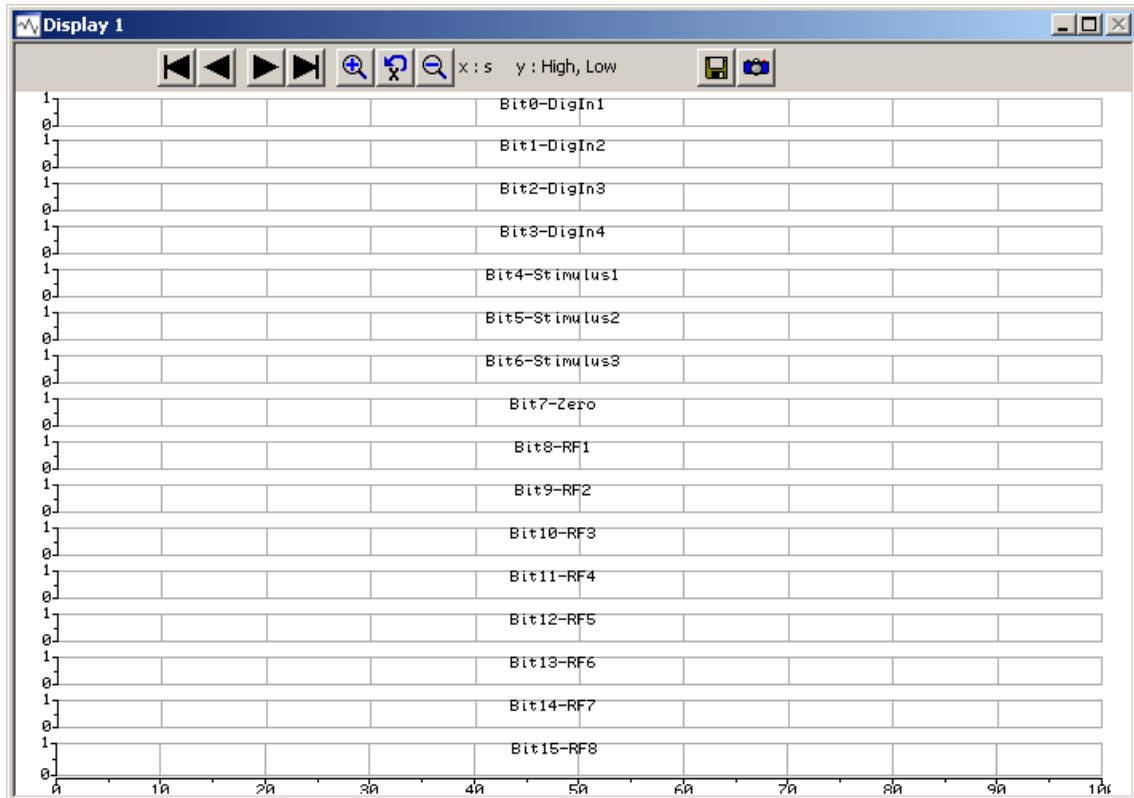 Display 1
x : s y : High, Low
1 Bit0-DigIn1
0
1 Bit1-DigIn2
0
1 Bit2-DigIn3
0
1 Bit3-DigIn4
0
1 Bit4-Stimulus1
0
1 Bit5-Stimulus2
0
1 Bit6-Stimulus3
0
1 Bit7-Zero
0
1 Bit8-RF1
0
1 Bit9-RF2
0
1 Bit10-RF3
0
1 Bit11-RF4
0
1 Bit12-RF5
0
1 Bit13-RF6
0
1 Bit14-RF7
0
1 Bit15-RF8
0
0 10 20 30 40 50 60 70 80 90